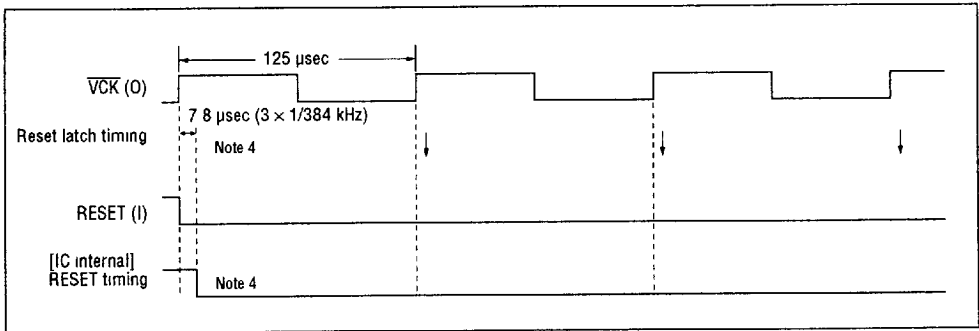 125 μsec
VCK (O)
7 8 μsec (3 × 1/384 kHz)
Reset latch timing
Note 4
RESET (I)
[IC internal]
RESET timing
Note 4